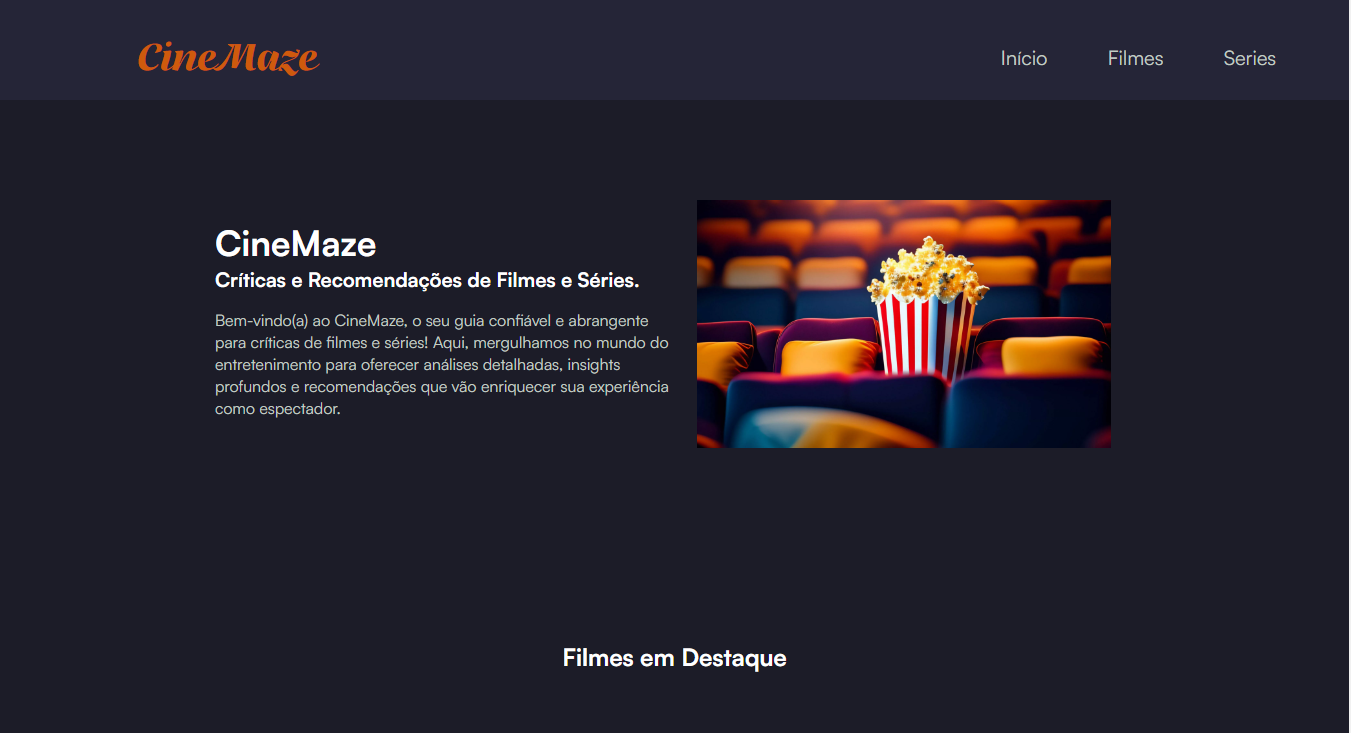 CineMaze
Início
Filmes
Series
CineMaze
Críticas e Recomendações de Filmes e Séries.
Bem-vindo(a) ao CineMaze, o seu guia confiável e abrangente
para críticas de filmes e séries! Aqui, mergulhamos no mundo do
entretenimento para oferecer análises detalhadas, insights
profundos e recomendações que vão enriquecer sua experiência
como espectador.
Filmes em Destaque